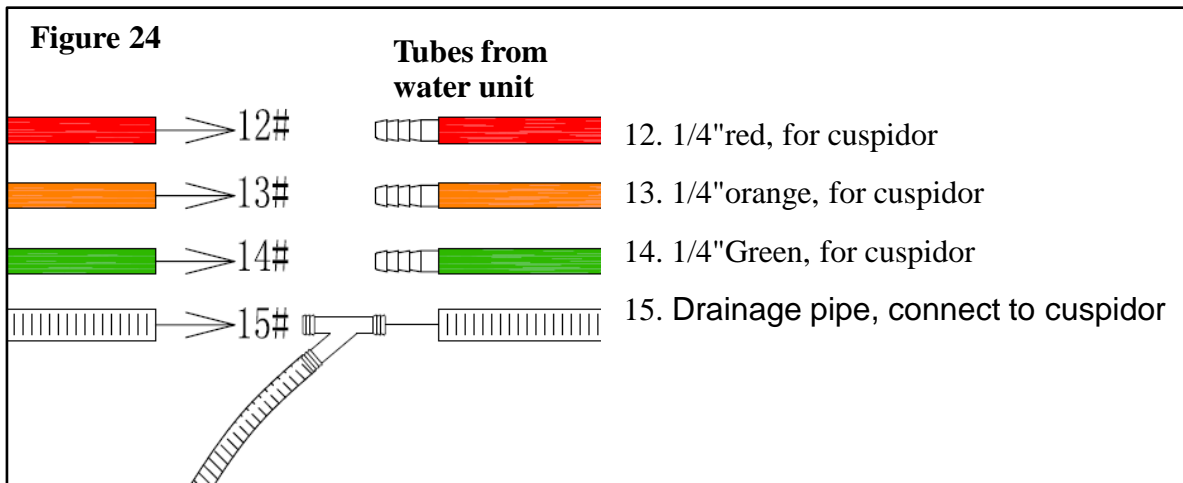 Figure 24
Tubes from
water unit
12#
12. 1/4"red, for cuspidor
13#
13. 1/4"orange, for cuspidor
14#
14. 1/4"Green, for cuspidor
15#
15. Drainage pipe, connect to cuspidor